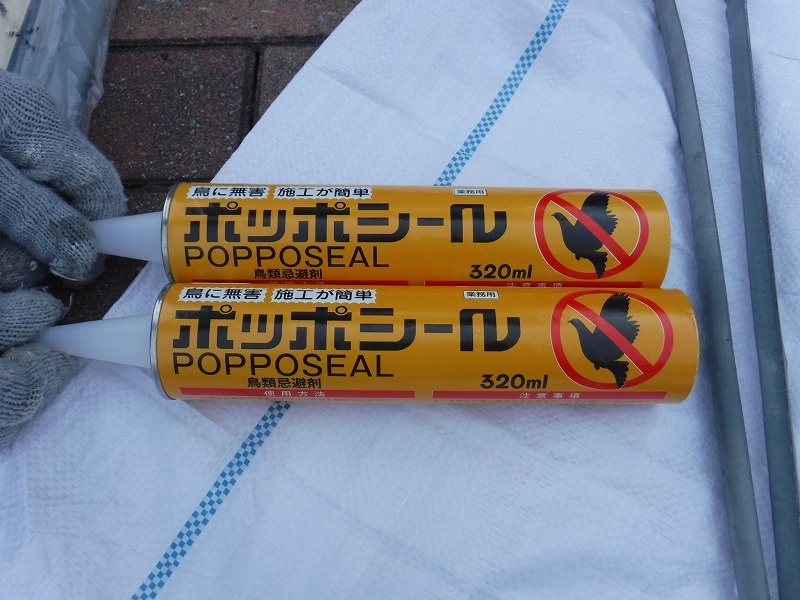 鳥に無害 施工が簡単 業務用
ポッポシール
POPPOSEAL
鳥類忌避剤 320ml
注意事項
鳥に無害 施工が簡単 業務用
ポッポシール
POPPOSEAL
鳥類忌避剤 320ml
使用方法 注意事項